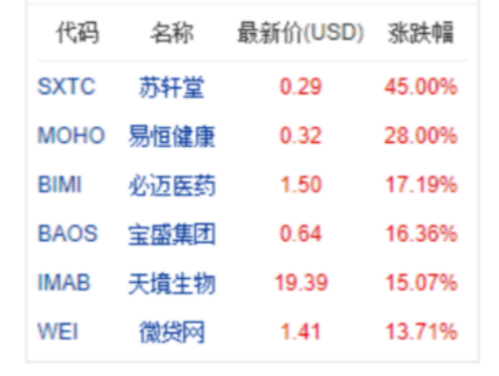 代码 名称 最新价(USD) 涨跌幅
SXTC 苏轩堂 0.29 45.00%
MOHO 易恒健康 0.32 28.00%
BIMI 必迈医药 1.50 17.19%
BAOS 宝盛集团 0.64 16.36%
IMAB 天境生物 19.39 15.07%
WEI 微贷网 1.41 13.71%